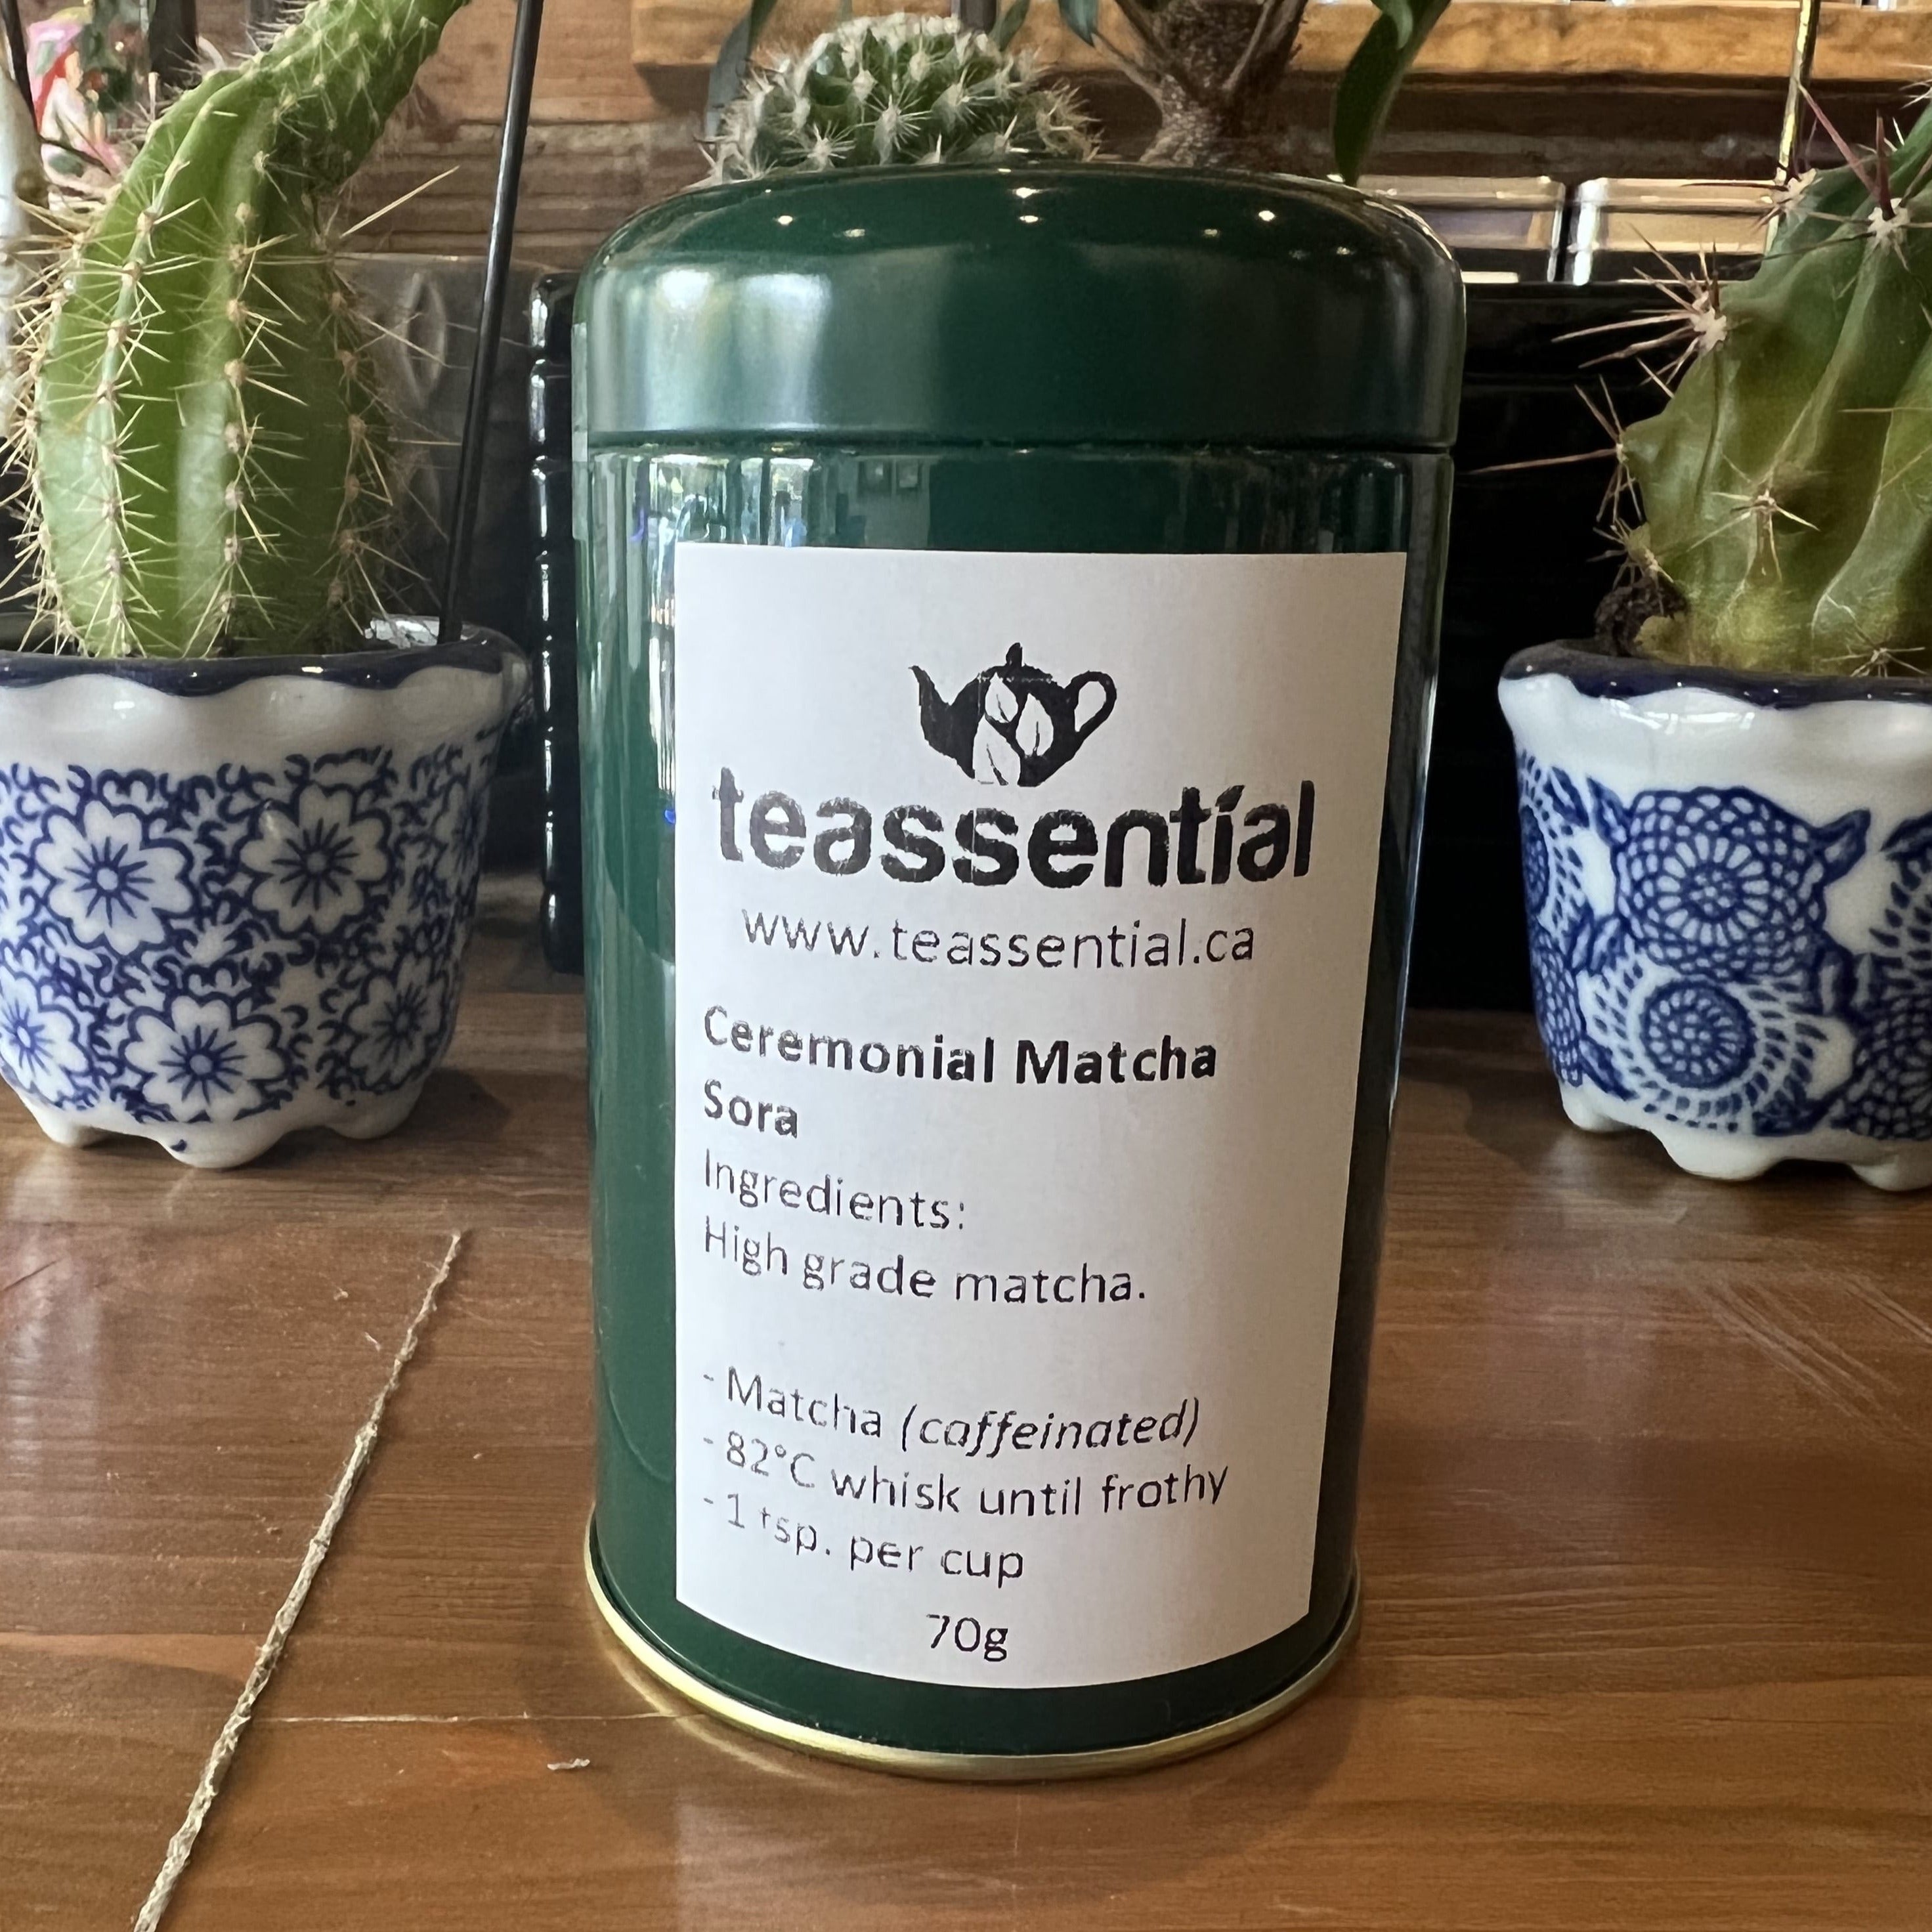 teassential
www.teassential.ca
Ceremonial Matcha
Sora
Ingredients:
High grade matcha.
- Matcha (caffeinated)
- 82°C whisk until frothy
- 1 tsp. per cup
70g